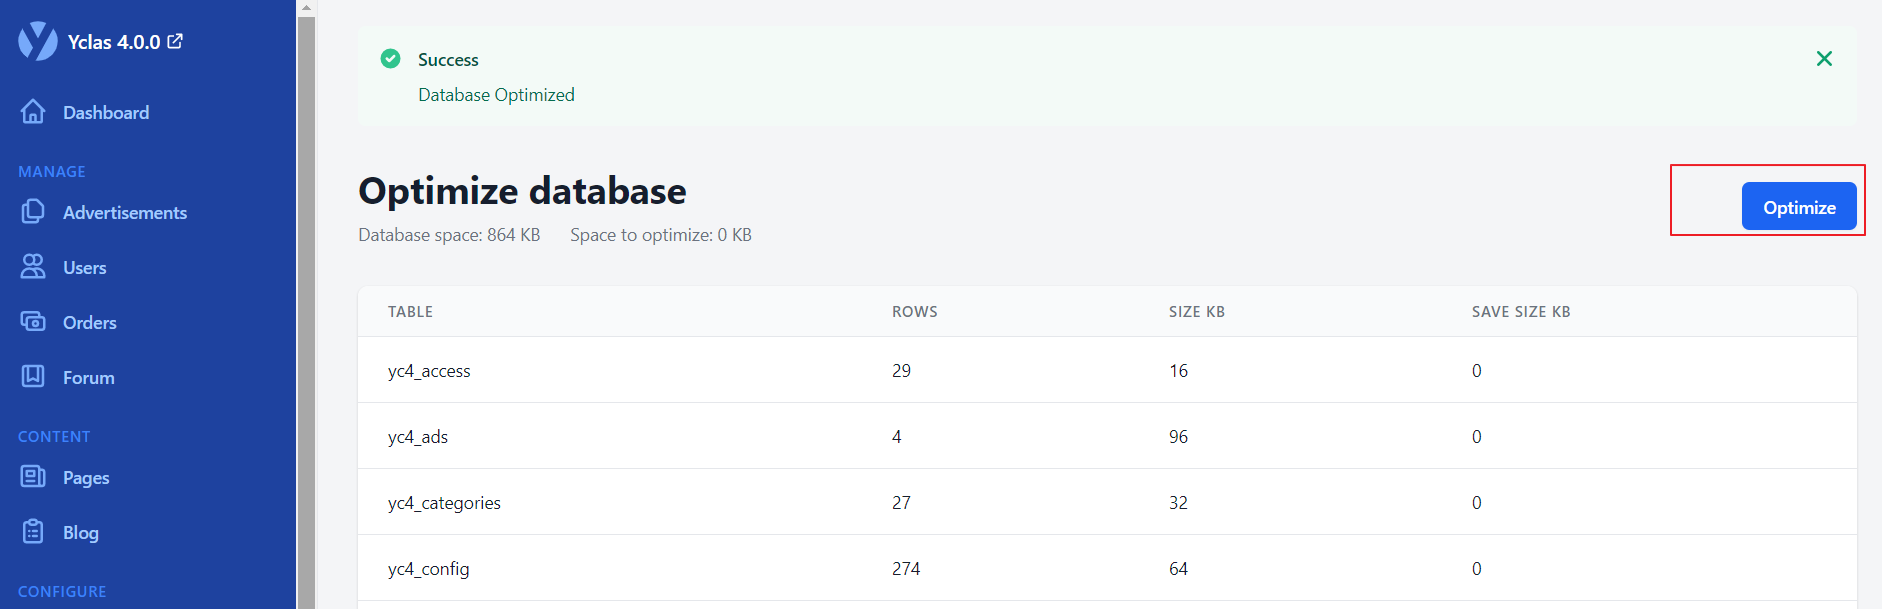 Yclas 4.0.0
Dashboard
MANAGE
Advertisements
Users
Orders
Forum
CONTENT
Pages
Blog
CONFIGURE
Success
Database Optimized
Optimize database
Optimize
Database space: 864 KB Space to optimize: 0 KB
TABLE ROWS SIZE KB SAVE SIZE KB
yc4_access 29 16 0
yc4_ads 4 96 0
yc4_categories 27 32 0
yc4_config 274 64 0